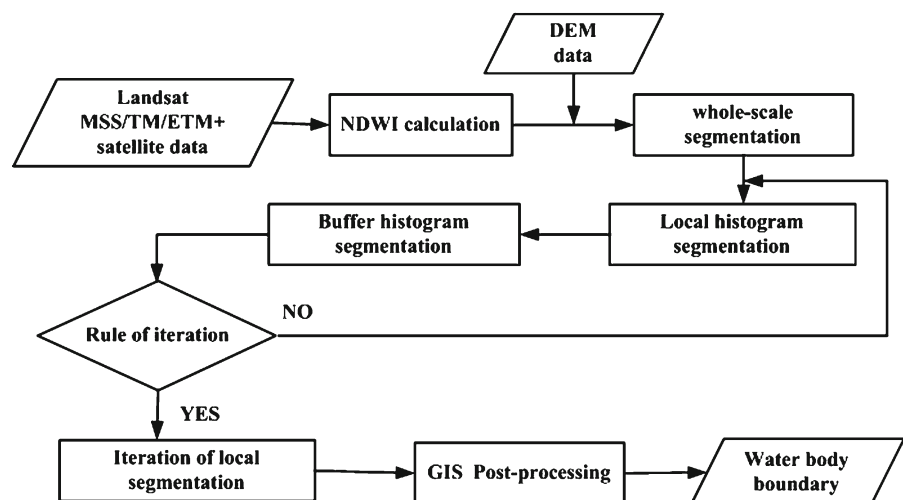 DEM
data
Landsat
MSS/TM/ETM+
satellite data
NDWI calculation
whole-scale
segmentation
Buffer histogram
segmentation
Local histogram
segmentation
Rule of iteration
NO
YES
Iteration of local
segmentation
GIS Post-processing
Water body
boundary